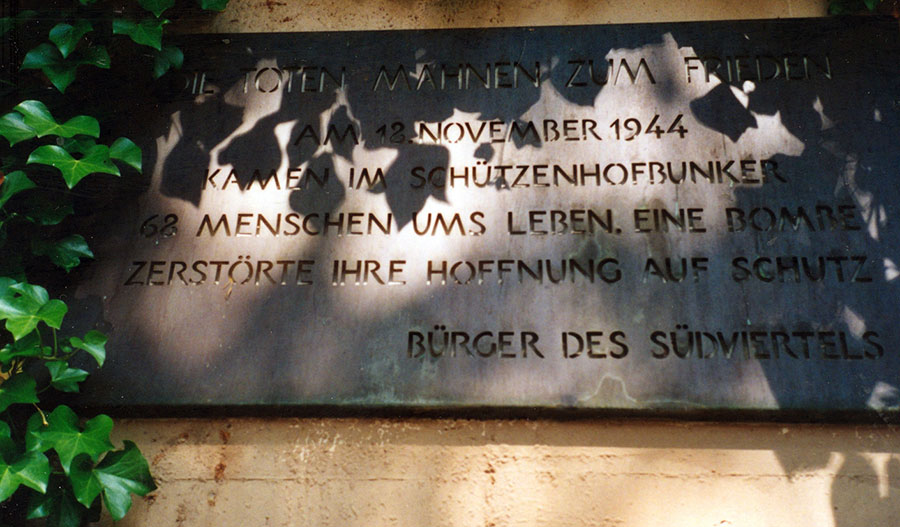 DIE TOTEN MAHNEN ZUM FRIEDEN
AM 18. NOVEMBER 1944
KAMEN IM SCHÜTZENHOFBUNKER
68 MENSCHEN UMS LEBEN. EINE BOMBE
ZERSTÖRTE IHRE HOFFNUNG AUF SCHUTZ
BÜRGER DES SÜDVIERTELS